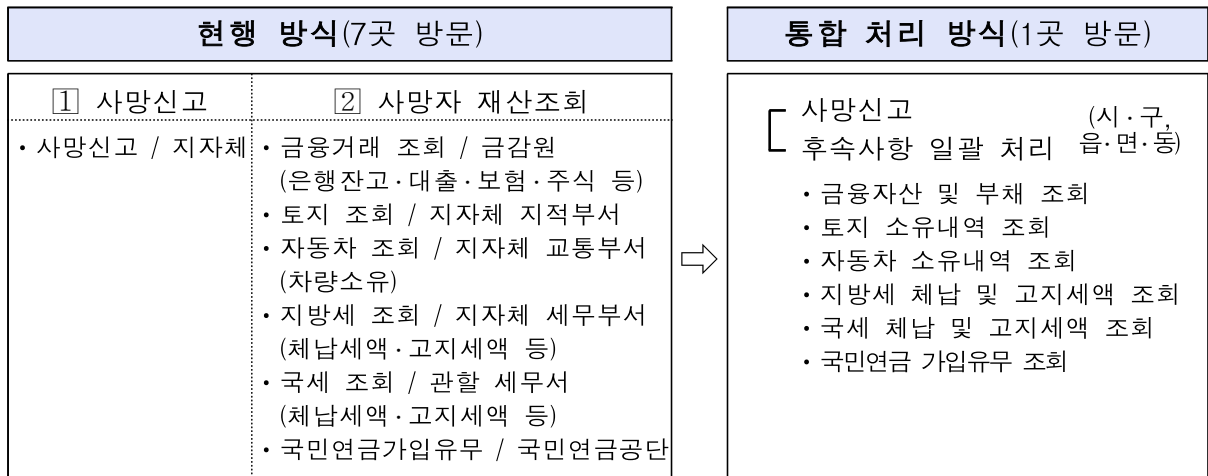 현행 방식(7곳 방문)
1 사망신고
• 사망신고 / 지자체
2 사망자 재산조회
• 금융거래 조회 / 금감원
(은행잔고·대출·보험·주식 등)
• 토지 조회 / 지자체 지적부서
• 자동차 조회 / 지자체 교통부서
(차량소유)
• 지방세 조회 / 지자체 세무부서
(체납세액·고지세액 등)
• 국세 조회 / 관할 세무서
(체납세액·고지세액 등)
• 국민연금가입유무 / 국민연금공단
⇨
통합 처리 방식(1곳 방문)
사망신고
후속사항 일괄 처리
(시·구,
읍·면·동)
• 금융자산 및 부채 조회
• 토지 소유내역 조회
• 자동차 소유내역 조회
• 지방세 체납 및 고지세액 조회
• 국세 체납 및 고지세액 조회
• 국민연금 가입유무 조회